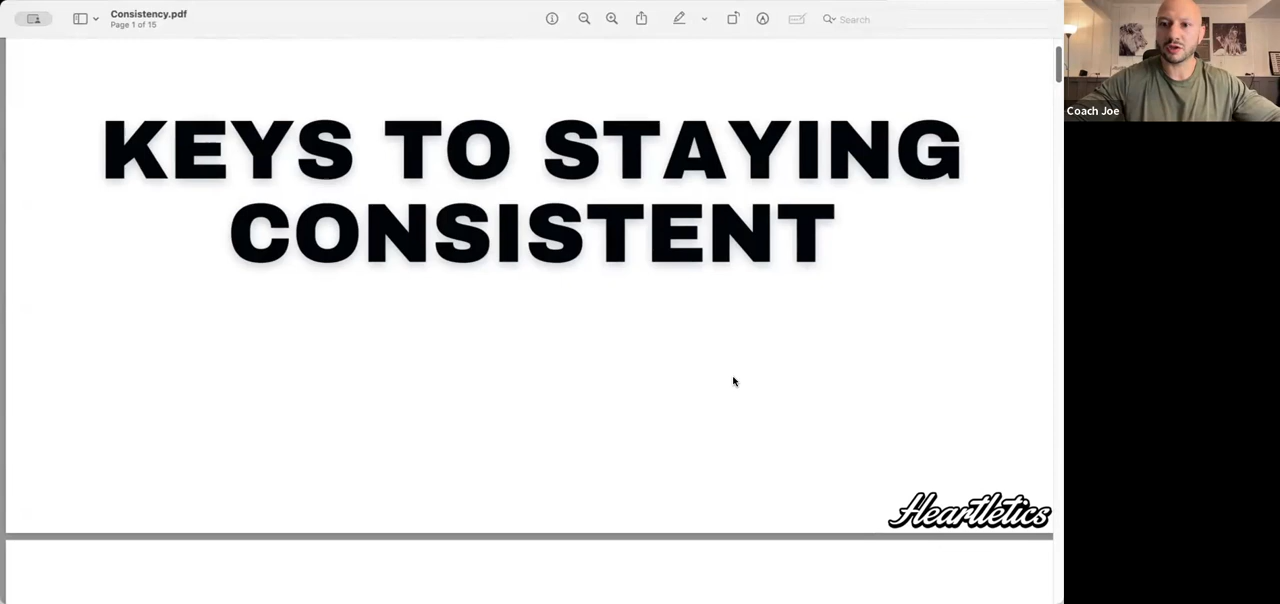 Consistency.pdf
Page 1 of 15
Search
KEYS TO STAYING
CONSISTENT
Heartletics
Coach Joe